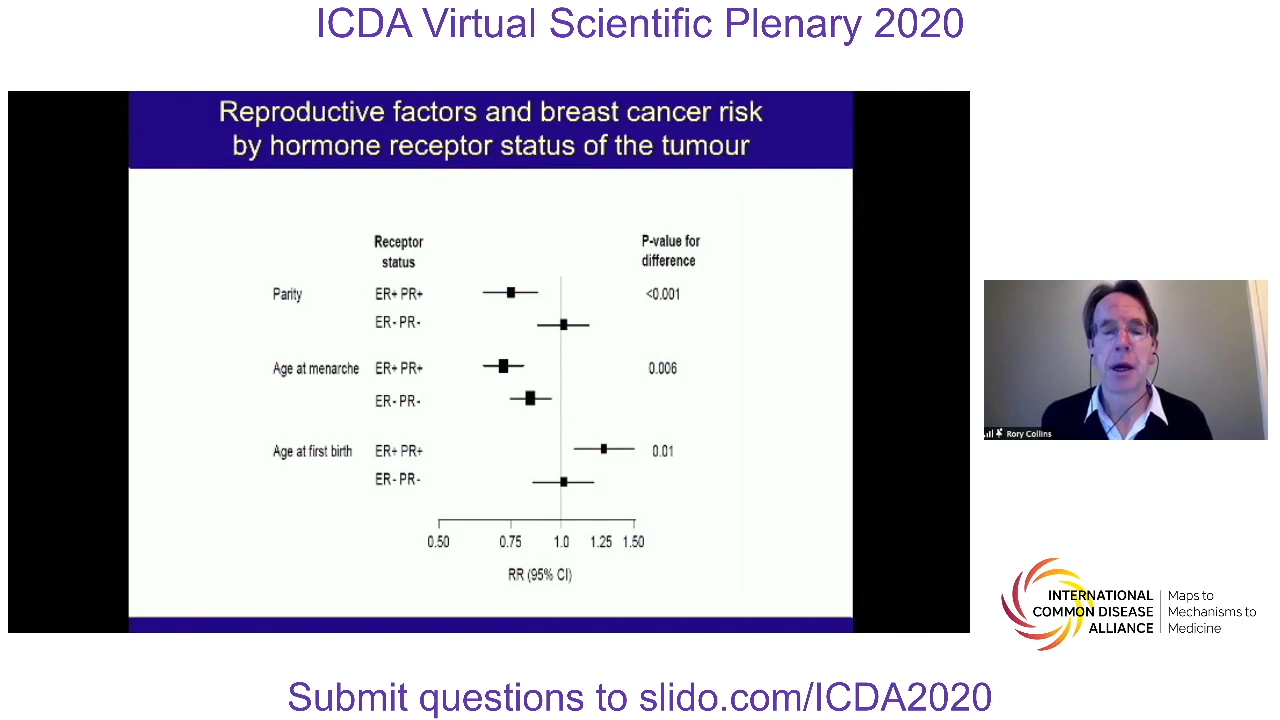 ICDA Virtual Scientific Plenary 2020
Reproductive factors and breast cancer risk
by hormone receptor status of the tumour
Receptor
status
P-value for
difference
Parity
ER+ PR+
<0.001
ER- PR-
Age at menarche
ER+ PR+
0.006
ER- PR-
Age at first birth
ER+ PR+
0.01
ER- PR-
0.50 0.75 1.0 1.25 1.50
RR (95% CI)
Rory Collins
INTERNATIONAL
COMMON DISEASE
ALLIANCE
Maps to
Mechanisms to
Medicine
Submit questions to slido.com/ICDA2020